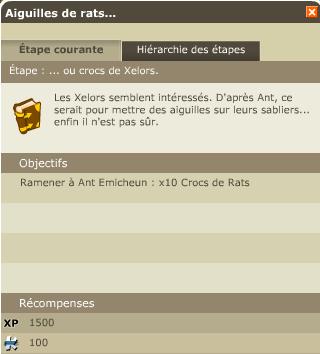 Aiguilles de rats...
Étape courante
Hiérarchie des étapes
Étape : ... ou crocs de Xelors.
Les Xelors semblent intéressés. D'après Ant, ce
serait pour mettre des aiguilles sur leurs sabliers...
enfin il n'est pas sûr.
Objectifs
Ramener à Ant Emicheun : x10 Crocs de Rats
Récompenses
XP 1500
100